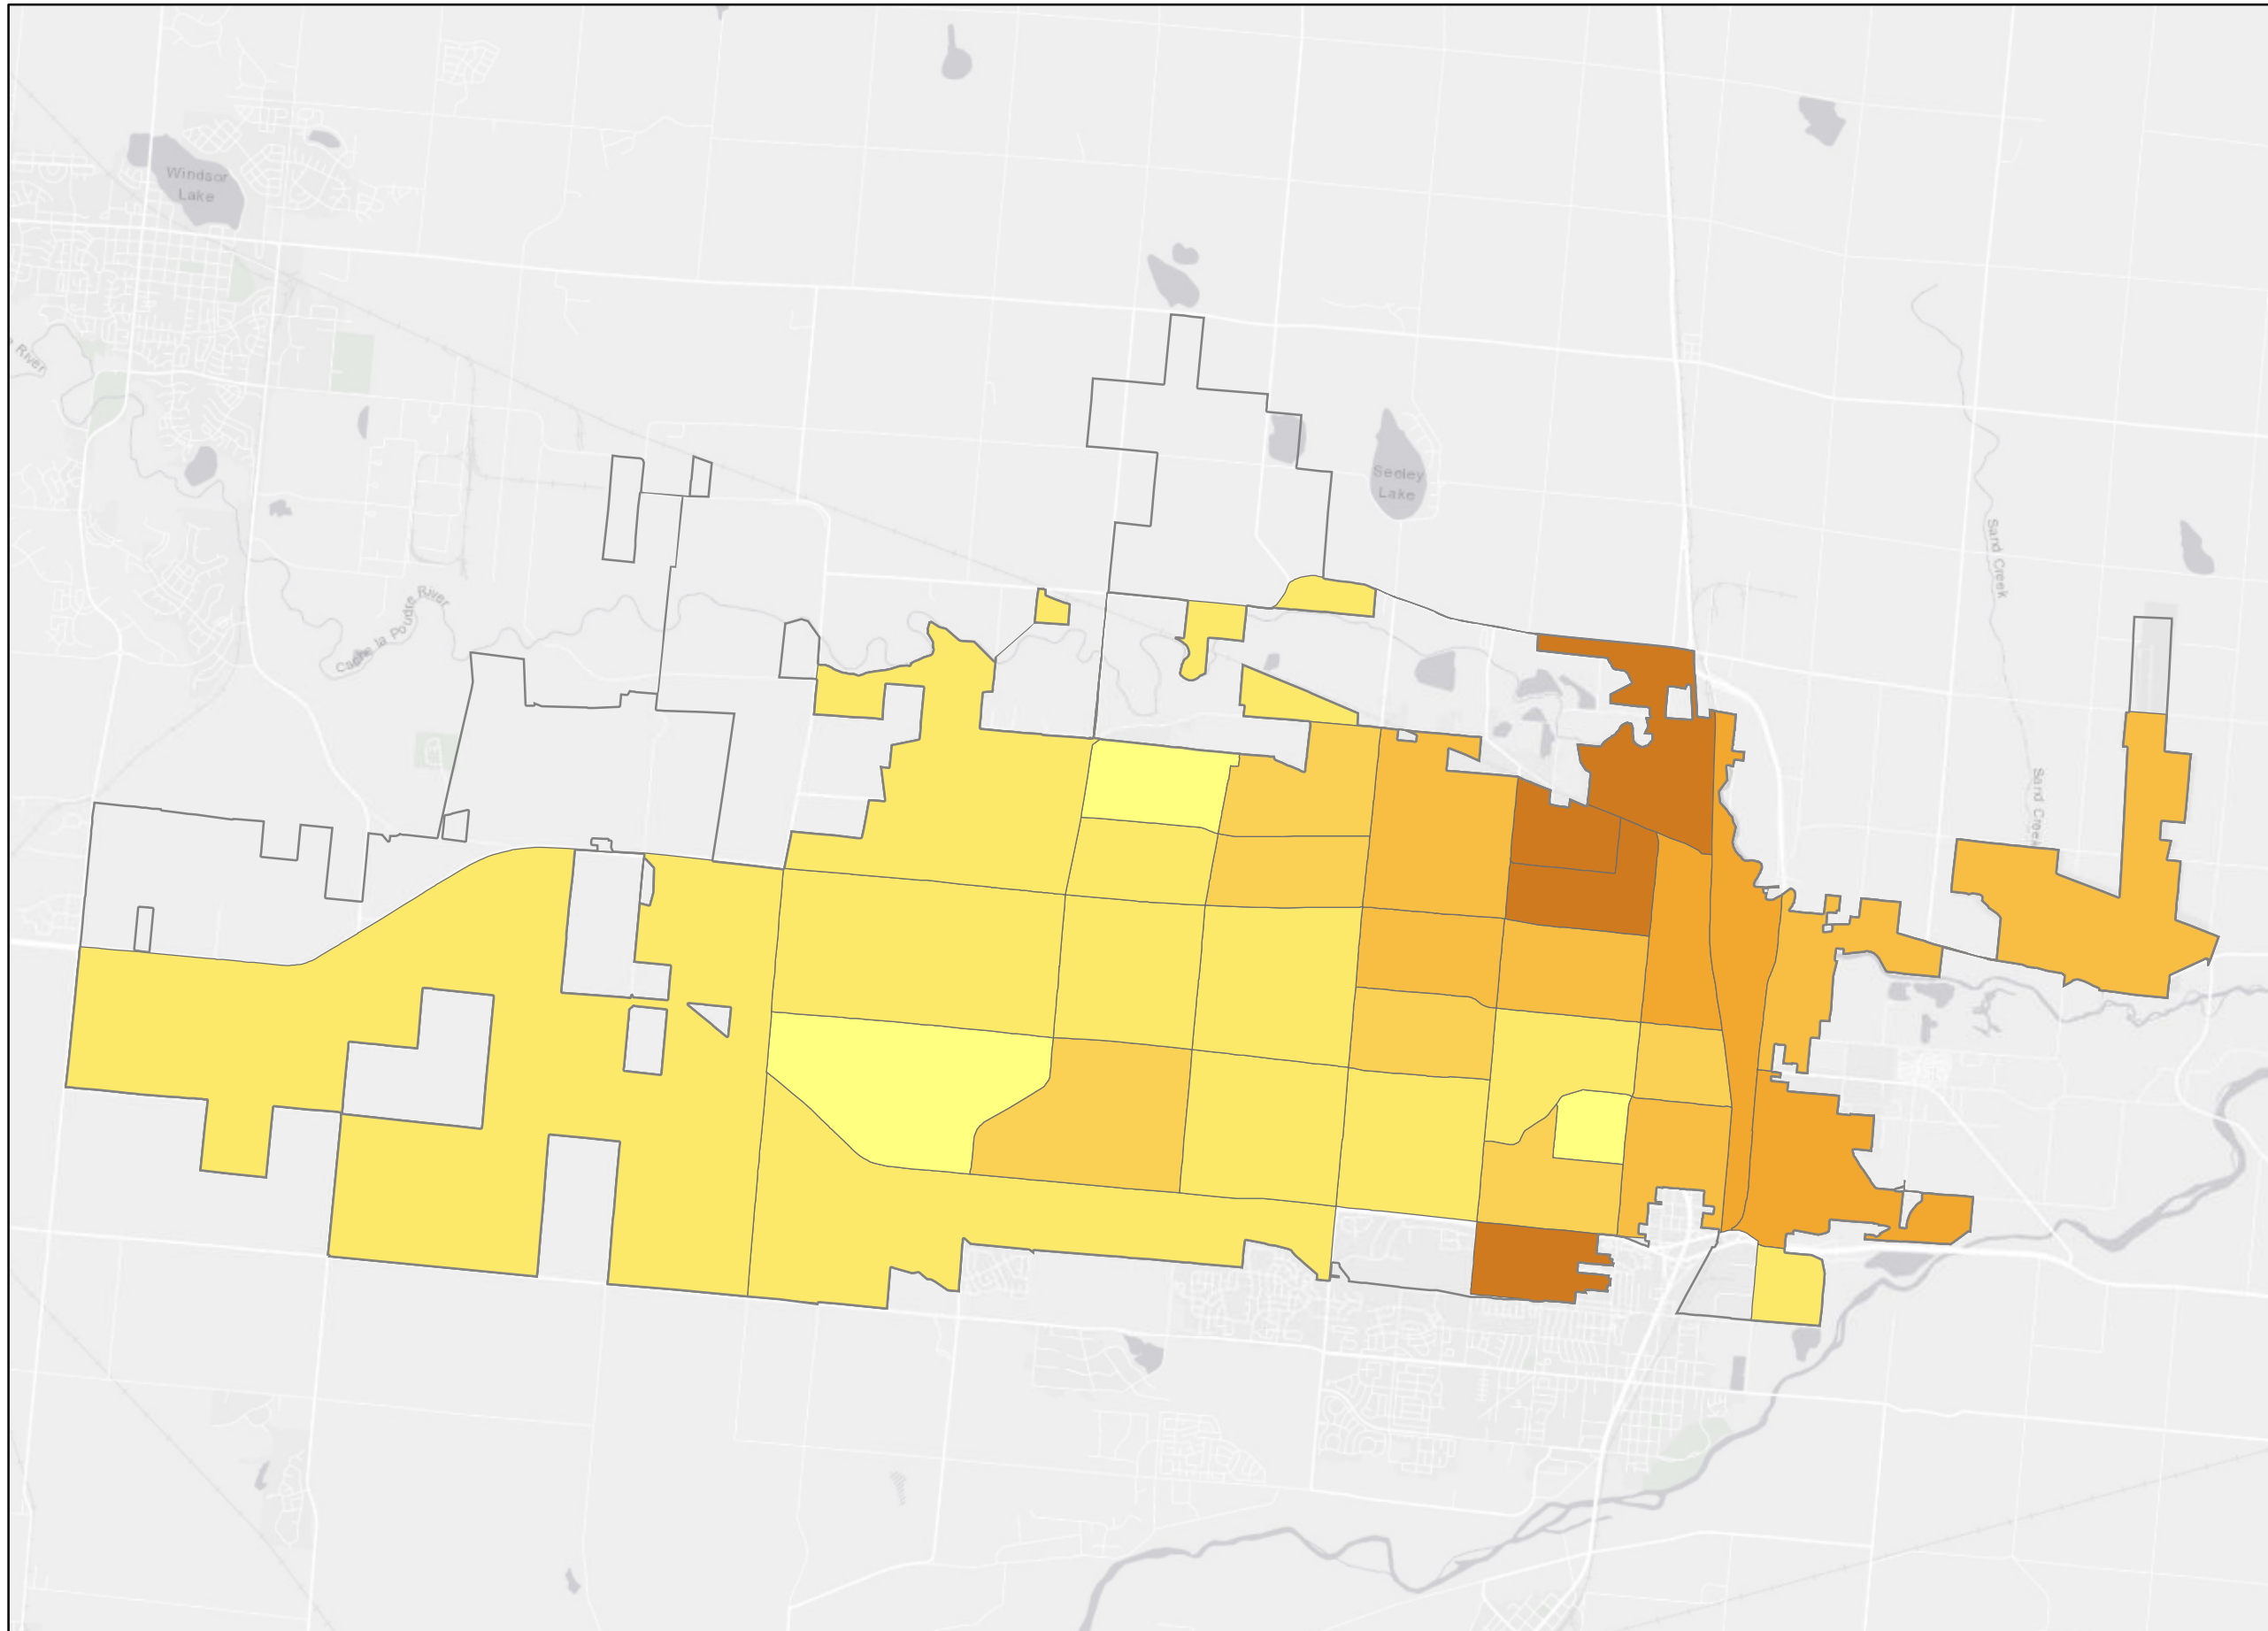 Windsor
Lake
River
Seeley
Lake
Sand Creek
Cache la Poudre River
Sand Creek